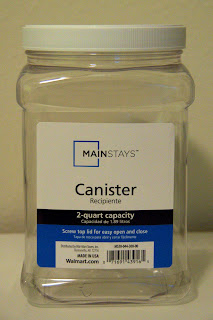 MAINSTAYS™
Canister
Recipiente
2-quart capacity
Capacidad de 1.89 litros
Screw top lid for easy open and close
MADE IN USA
Walmart.com